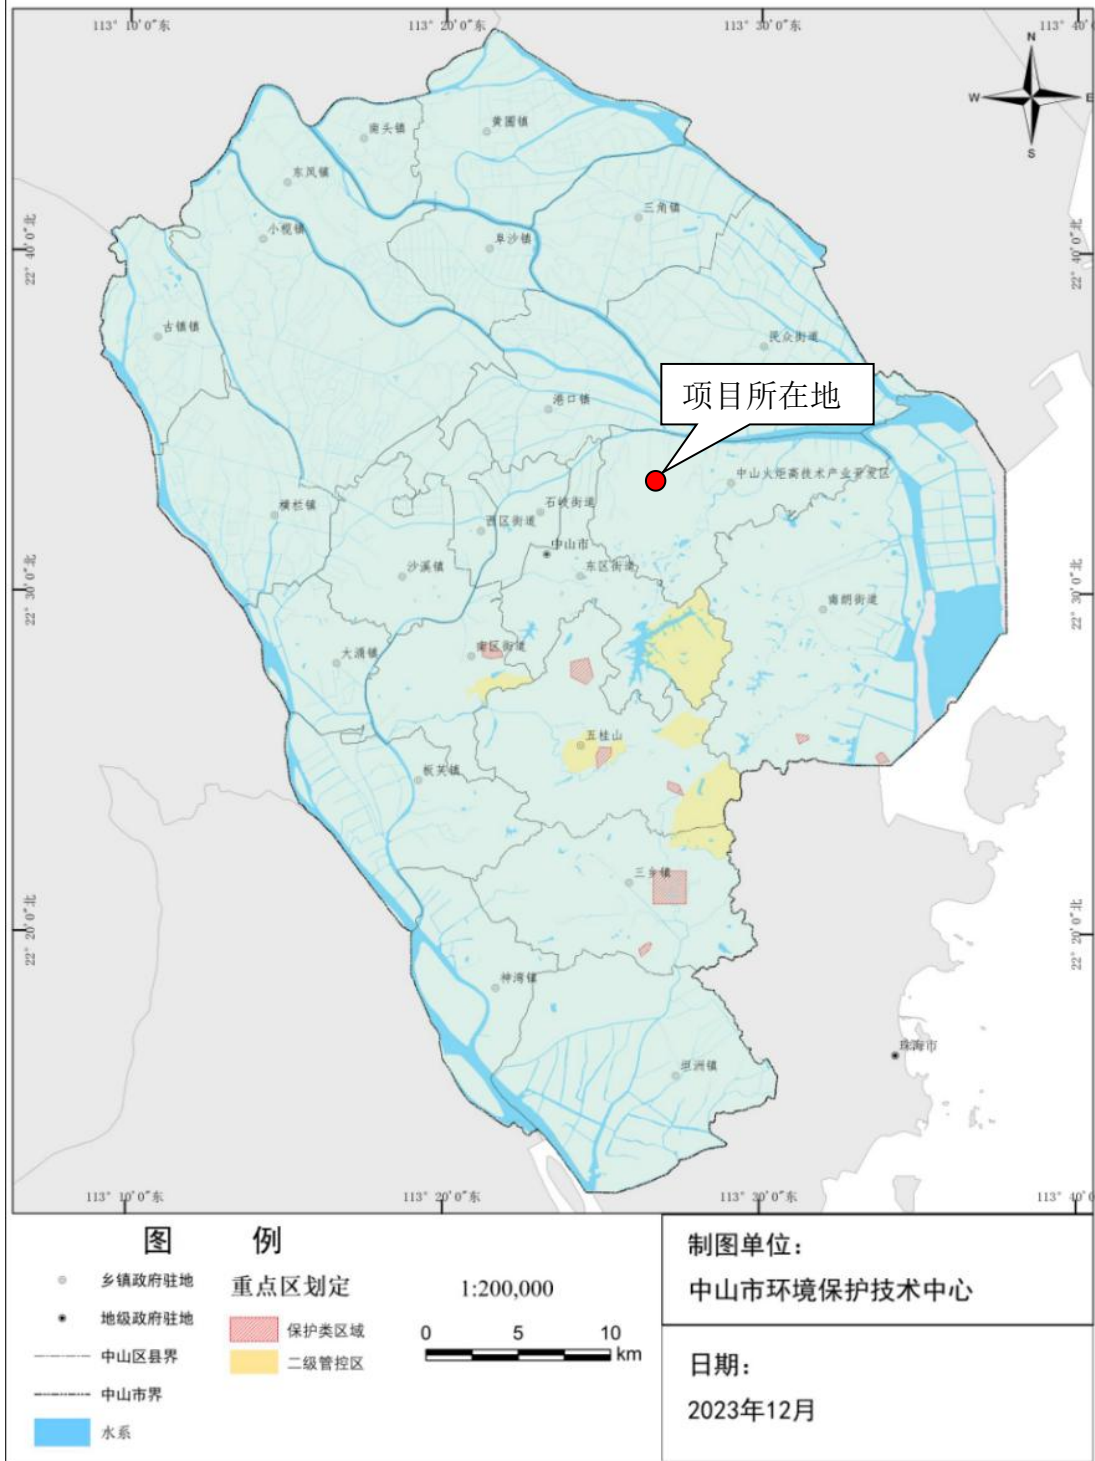 113° 10′0″东
113° 20′0″东
113° 30′0″东
113° 40′0
N
W
E
S
南头镇
黄圃镇
东凤镇
三角镇
小榄镇
阜沙镇
22° 40′0″北
22° 40′0″北
古镇镇
民众街道
项目所在地
港口镇
中山火炬高技术产业开发区
横栏镇
石岐街道
西区街道
中山市
沙溪镇
东区街道
22° 30′0″北
22° 30′0″北
南朗街道
大涌镇
南区街道
五桂山
板芙镇
三乡镇
22° 20′0″北
22° 20′0″北
神湾镇
珠海市
坦洲镇
113° 10′0″东
113° 20′0″东
113° 30′0″东
113° 40′0
图 例
乡镇政府驻地
地级政府驻地
中山区县界
中山市界
水系
重点区划定
保护类区域
二级管控区
1:200,000
0 5 10
km
制图单位:
中山市环境保护技术中心
日期:
2023年12月